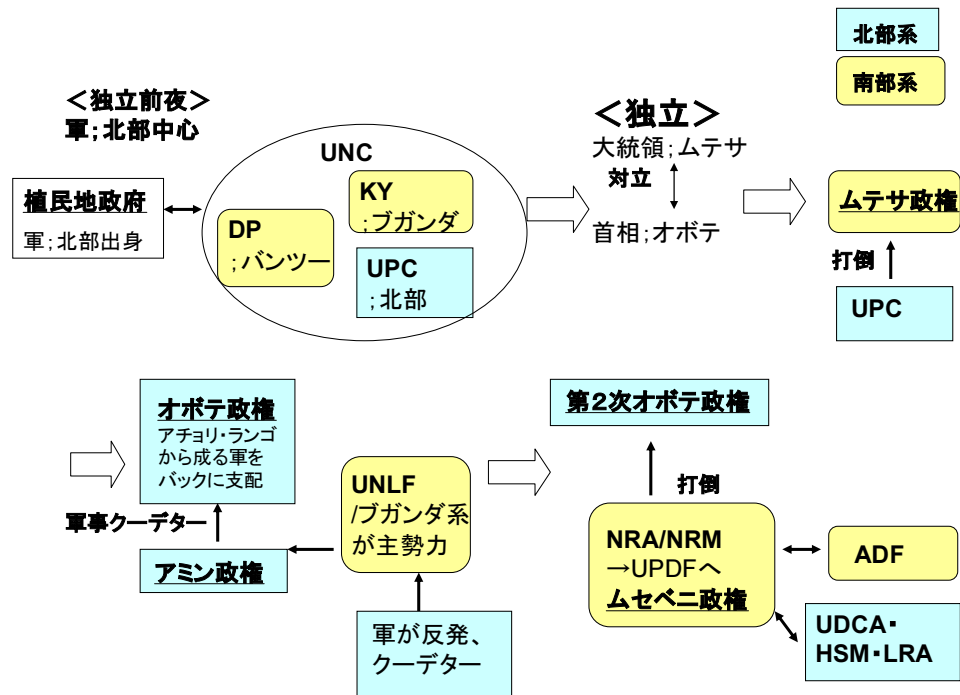 北部系
南部系
＜独立前夜＞
軍；北部中心
UNC
KY
；ブガンダ
DP
；バンツー
UPC
；北部
植民地政府
軍；北部出身
＜独立＞
大統領；ムテサ
対立
首相；オボテ
ムテサ政権
打倒
UPC
オボテ政権
アチョリ・ランゴ
から成る軍を
バックに支配
軍事クーデター
アミン政権
UNLF
/ブガンダ系
が主勢力
軍が反発、
クーデター
第２次オボテ政権
打倒
NRA/NRM
→UPDFへ
ムセベニ政権
ADF
UDCA・
HSM・LRA